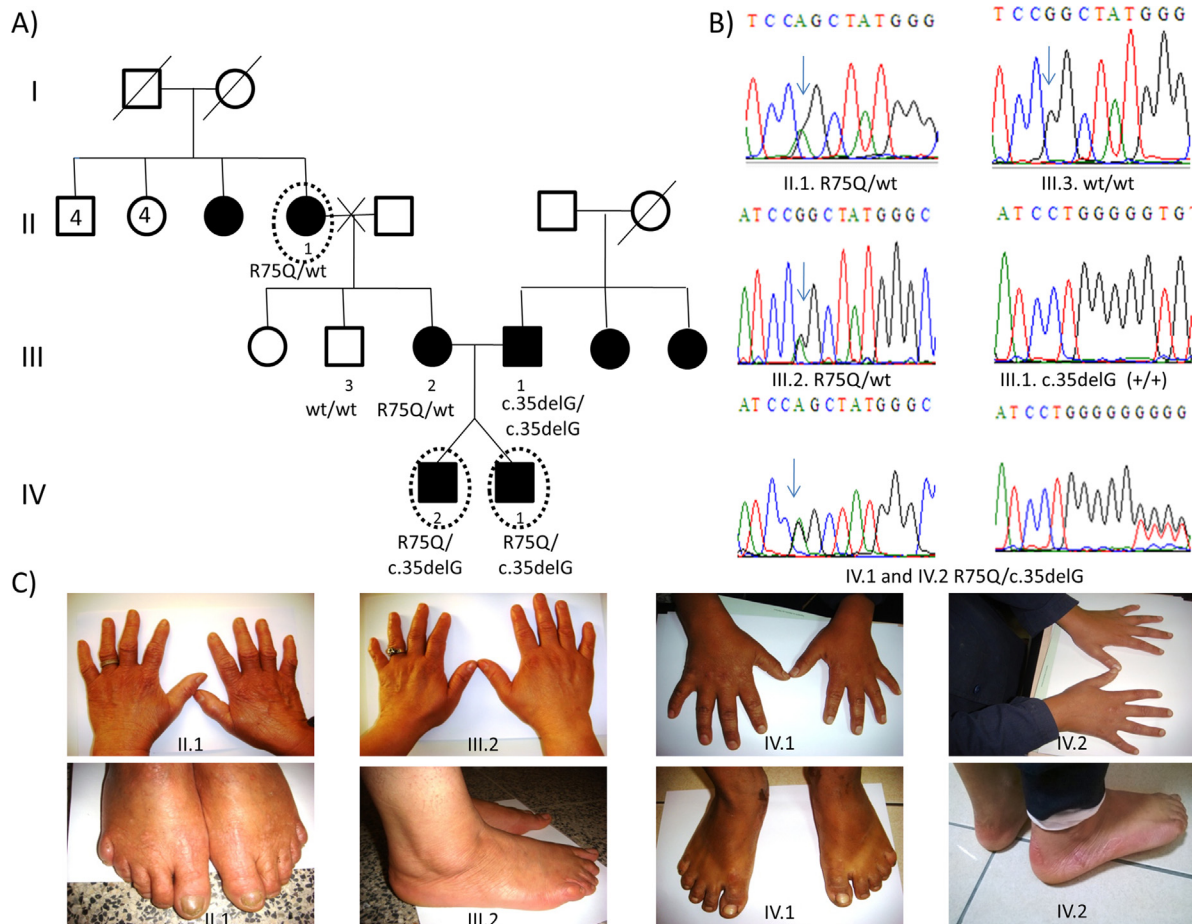 A)
I
II
4
4
1
R75Q/wt
III
3
wt/wt
2
R75Q/wt
1
c.35delG/
c.35delG
IV
2
R75Q/
c.35delG
1
R75Q/
c.35delG
B)
T C C A G C T A T G G G
II.1. R75Q/wt
T C C G G C T A T G G G
III.3. wt/wt
A T C C G G C T A T G G G C
III.2. R75Q/wt
A T C C T G G G G G T G T
III.1. c.35delG (+/+)
A T C C A G C T A T G G G C
A T C C T G G G G G G G G G
IV.1 and IV.2 R75Q/c.35delG
C)
II.1
III.2
IV.1
IV.2
II.1
III.2
IV.1
IV.2